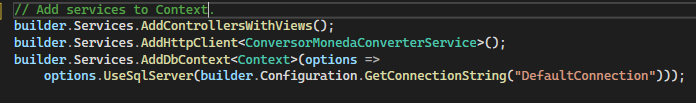 // Add services to Context.
builder.Services.AddControllersWithViews();
builder.Services.AddHttpClient<ConversorMonedaConverterService>();
builder.Services.AddDbContext<Context>(options =>
    options.UseSqlServer(builder.Configuration.GetConnectionString("DefaultConnection")));